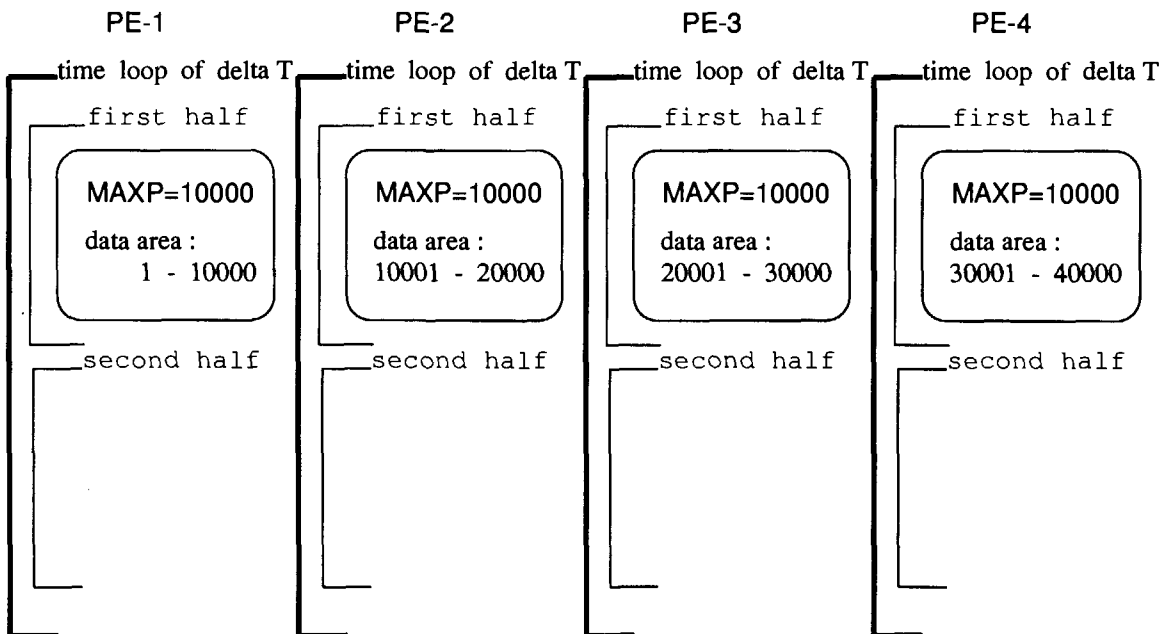 PE-1 PE-2 PE-3 PE-4
time loop of delta T time loop of delta T time loop of delta T time loop of delta T
first half first half first half first half
MAXP=10000 MAXP=10000 MAXP=10000 MAXP=10000
data area : data area : data area : data area :
1 - 10000 10001 - 20000 20001 - 30000 30001 - 40000
second half second half second half second half